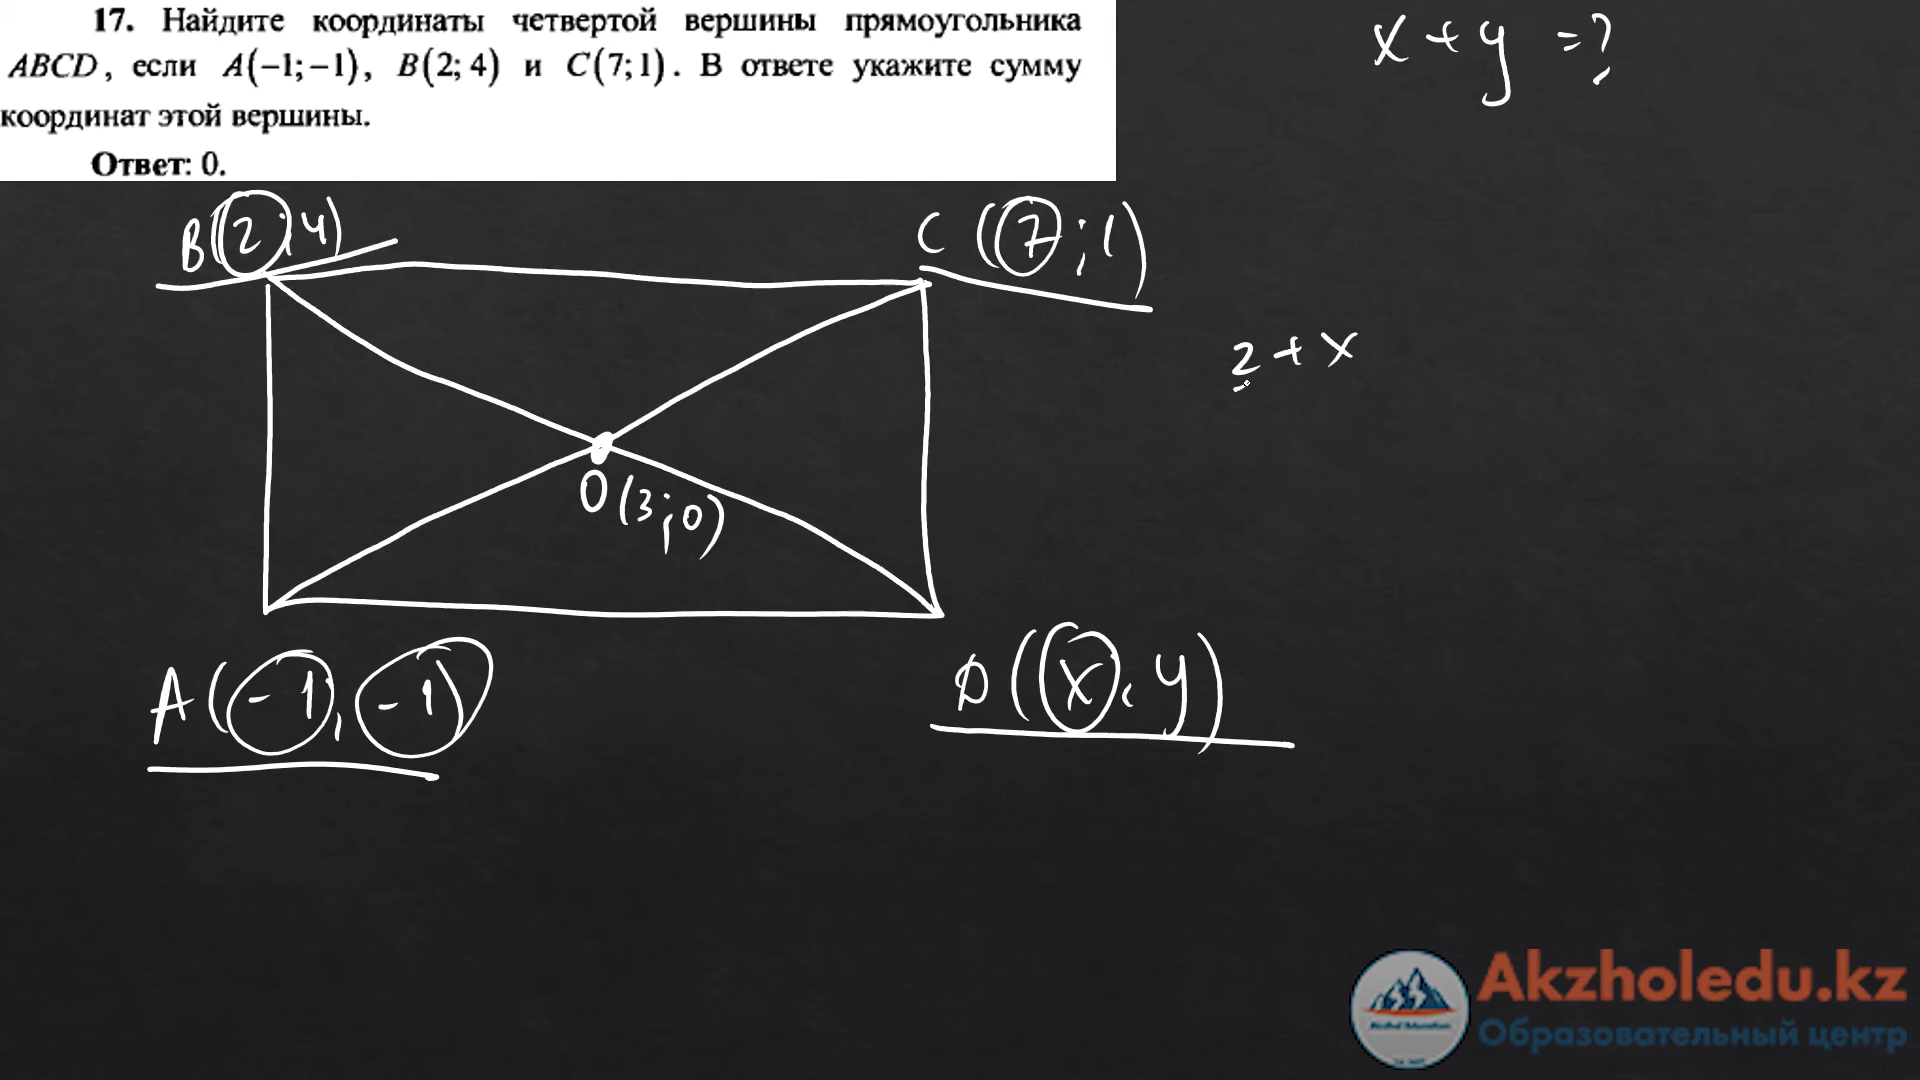 17. Найдите координаты четвертой вершины прямоугольника
ABCD, если A(−1;−1), B(2; 4) и C(7;1). В ответе укажите сумму
координат этой вершины.
Ответ: 0.
x + y = ?
B(2;4)
C (7;1)
2 + x
O(3;0)
A(-1, -1)
D(x, y)
Akzholedu.kz
Образовательный центр